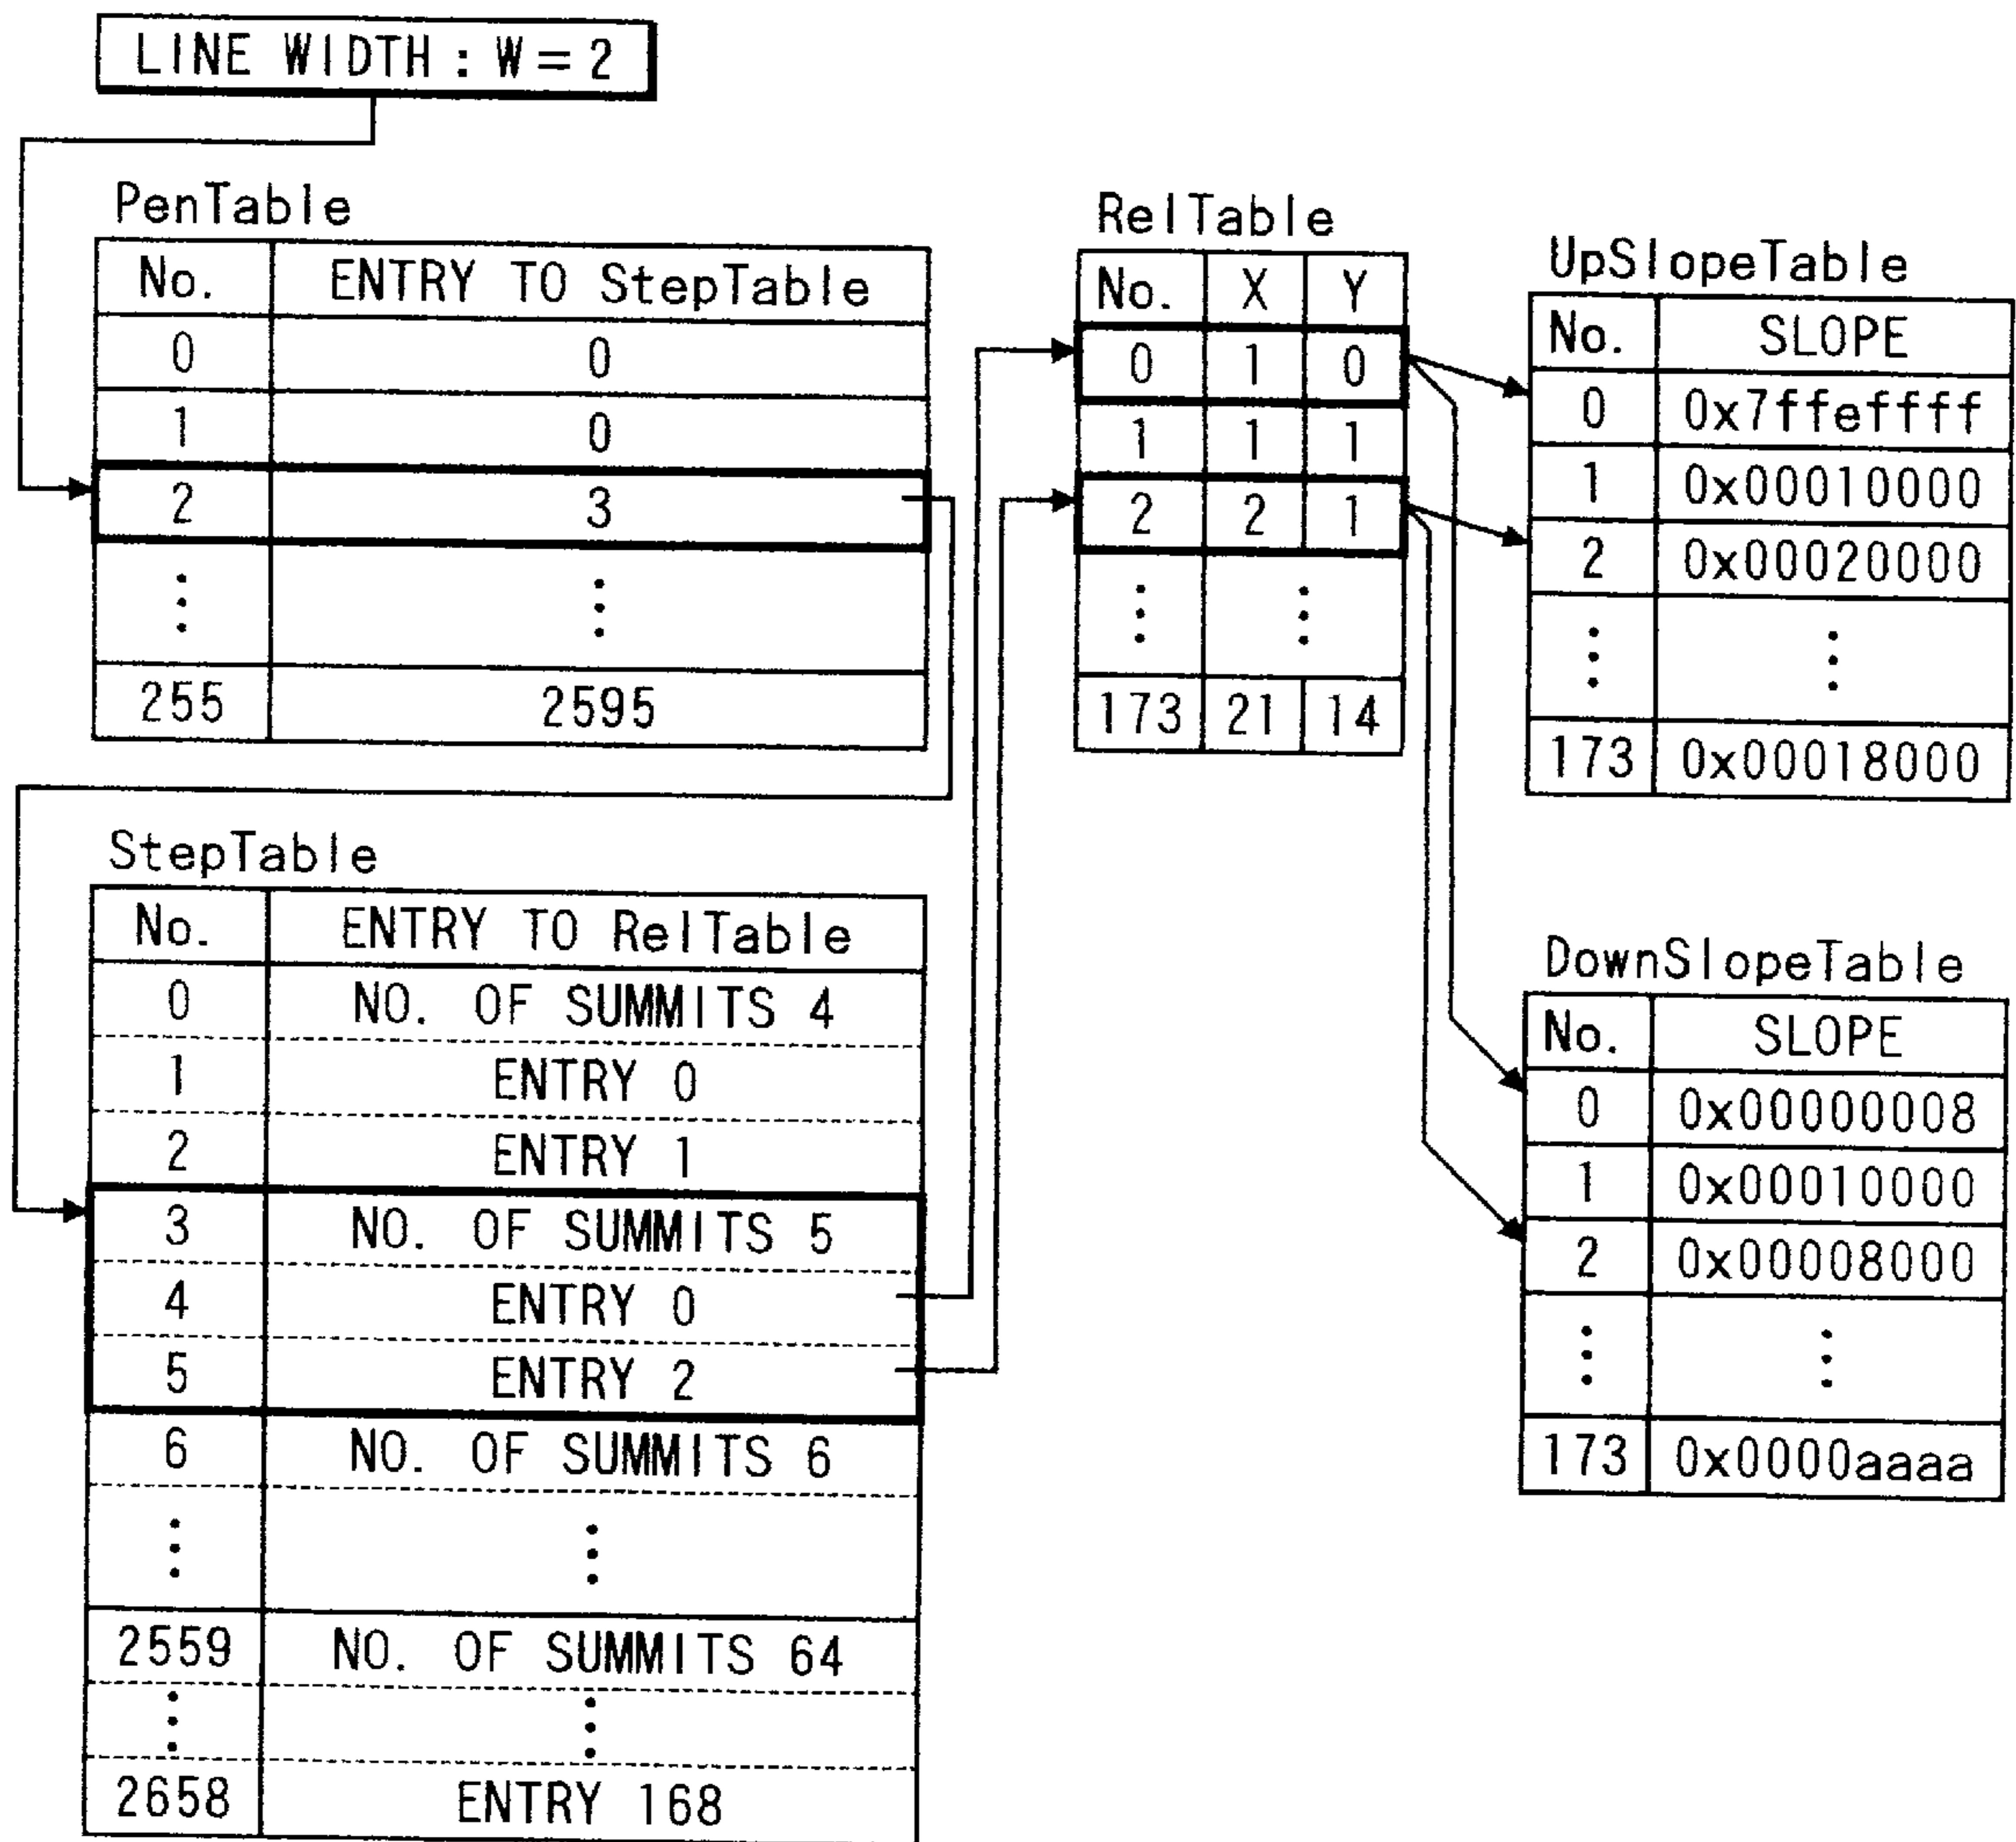 LINE WIDTH : W = 2
PenTable
No. ENTRY TO StepTable
0 0
1 0
2 3
⋮ ⋮
255 2595
StepTable
No. ENTRY TO RelTable
0 NO. OF SUMMITS 4
1 ENTRY 0
2 ENTRY 1
3 NO. OF SUMMITS 5
4 ENTRY 0
5 ENTRY 2
6 NO. OF SUMMITS 6
⋮ ⋮
2559 NO. OF SUMMITS 64
⋮ ⋮
2658 ENTRY 168
RelTable
No. X Y
0 1 0
1 1 1
2 2 1
⋮ ⋮
173 21 14
UpSlopeTable
No. SLOPE
0 0x7ffeffff
1 0x00010000
2 0x00020000
⋮ ⋮
173 0x00018000
DownSlopeTable
No. SLOPE
0 0x00000008
1 0x00010000
2 0x00008000
⋮ ⋮
173 0x0000aaaa